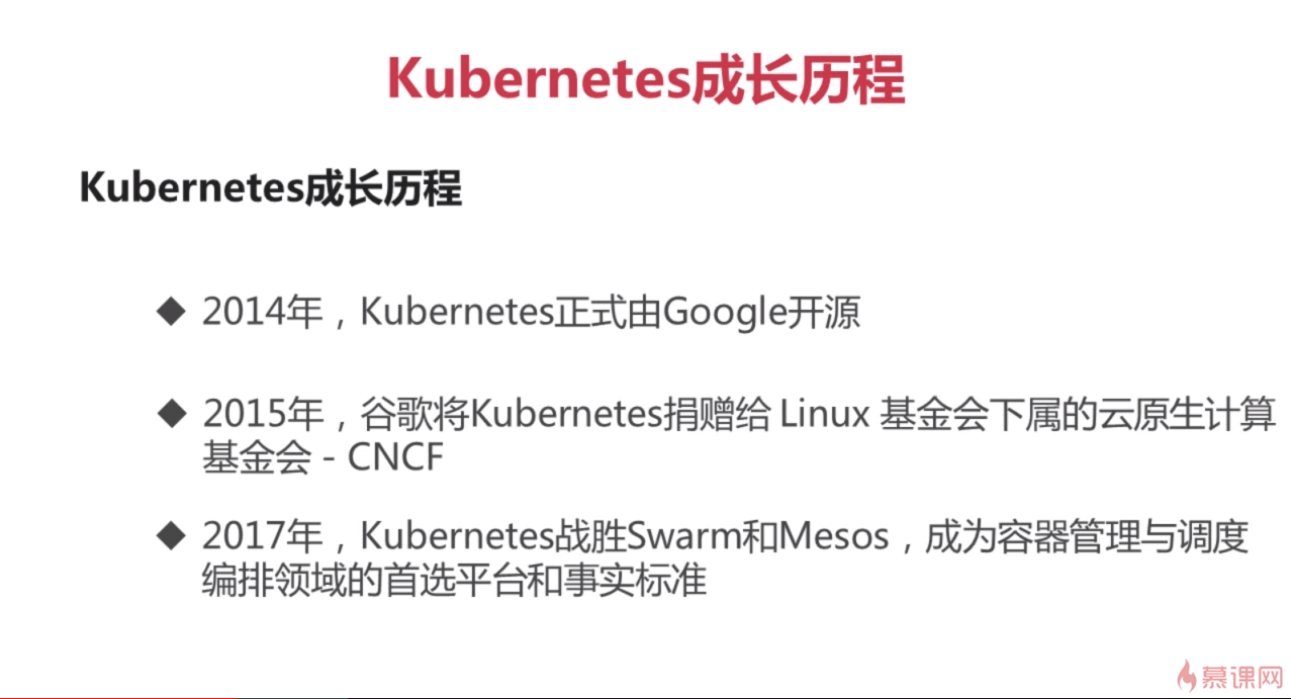 Kubernetes成长历程
Kubernetes成长历程
◆ 2014年，Kubernetes正式由Google开源
◆ 2015年，谷歌将Kubernetes捐赠给 Linux 基金会下属的云原生计算
基金会 - CNCF
◆ 2017年，Kubernetes战胜Swarm和Mesos，成为容器管理与调度
编排领域的首选平台和事实标准
慕课网